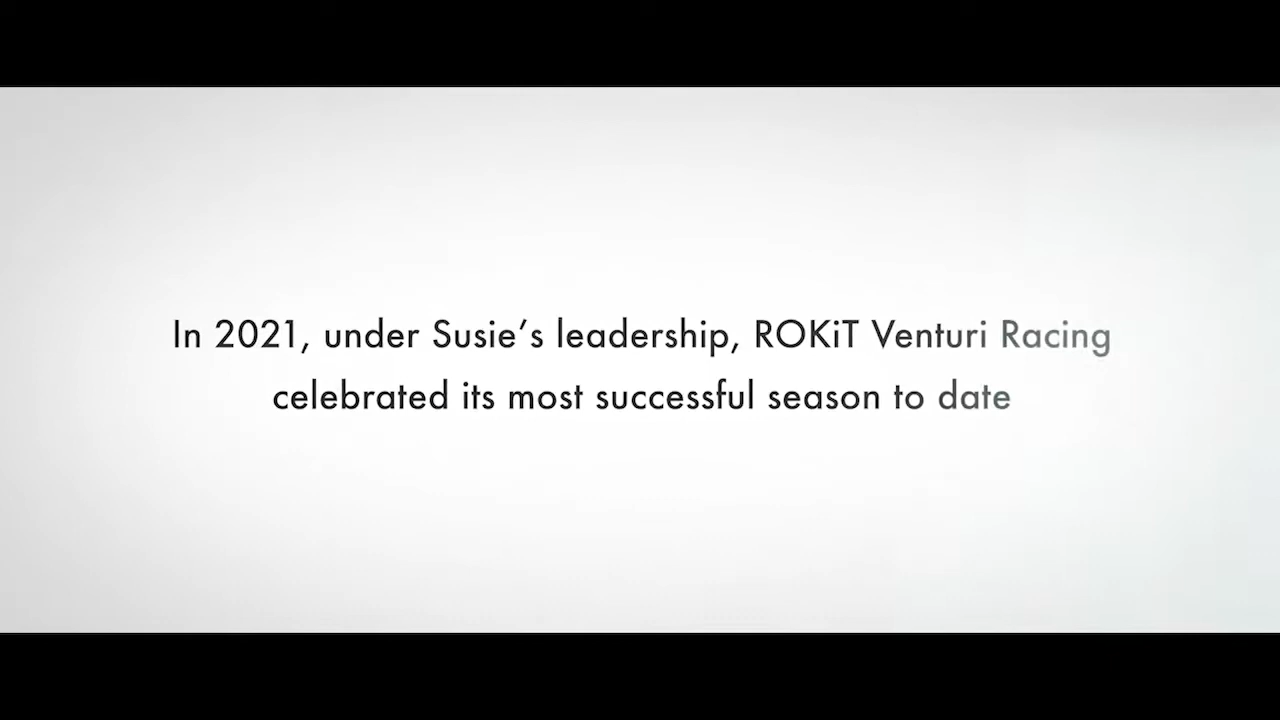 In 2021, under Susie’s leadership, ROKiT Venturi Racing
celebrated its most successful season to date